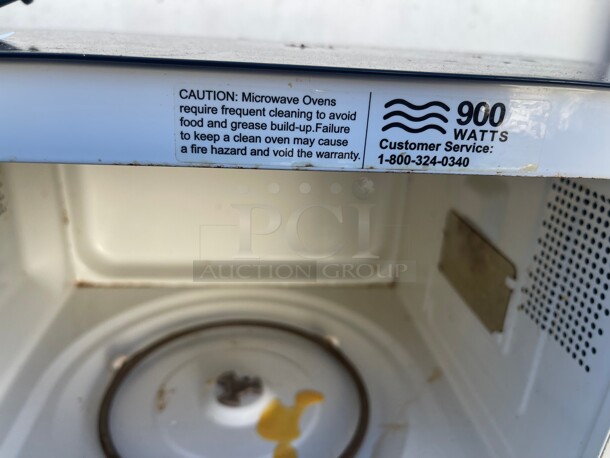 CAUTION: Microwave Ovens
require frequent cleaning to avoid
food and grease build-up.Failure
to keep a clean oven may cause
a fire hazard and void the warranty.
900
WATTS
Customer Service:
1-800-324-0340
PCI
AUCTION GROUP